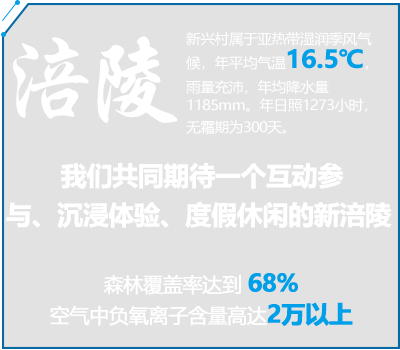 涪陵
新兴村属于亚热带湿润季风气
候，年平均气温16.5℃，
雨量充沛，年均降水量
1185mm。年日照1273小时，
无霜期为300天。
我们共同期待一个互动参
与、沉浸体验、度假休闲的新涪陵
森林覆盖率达到 68%
空气中负氧离子含量高达2万以上